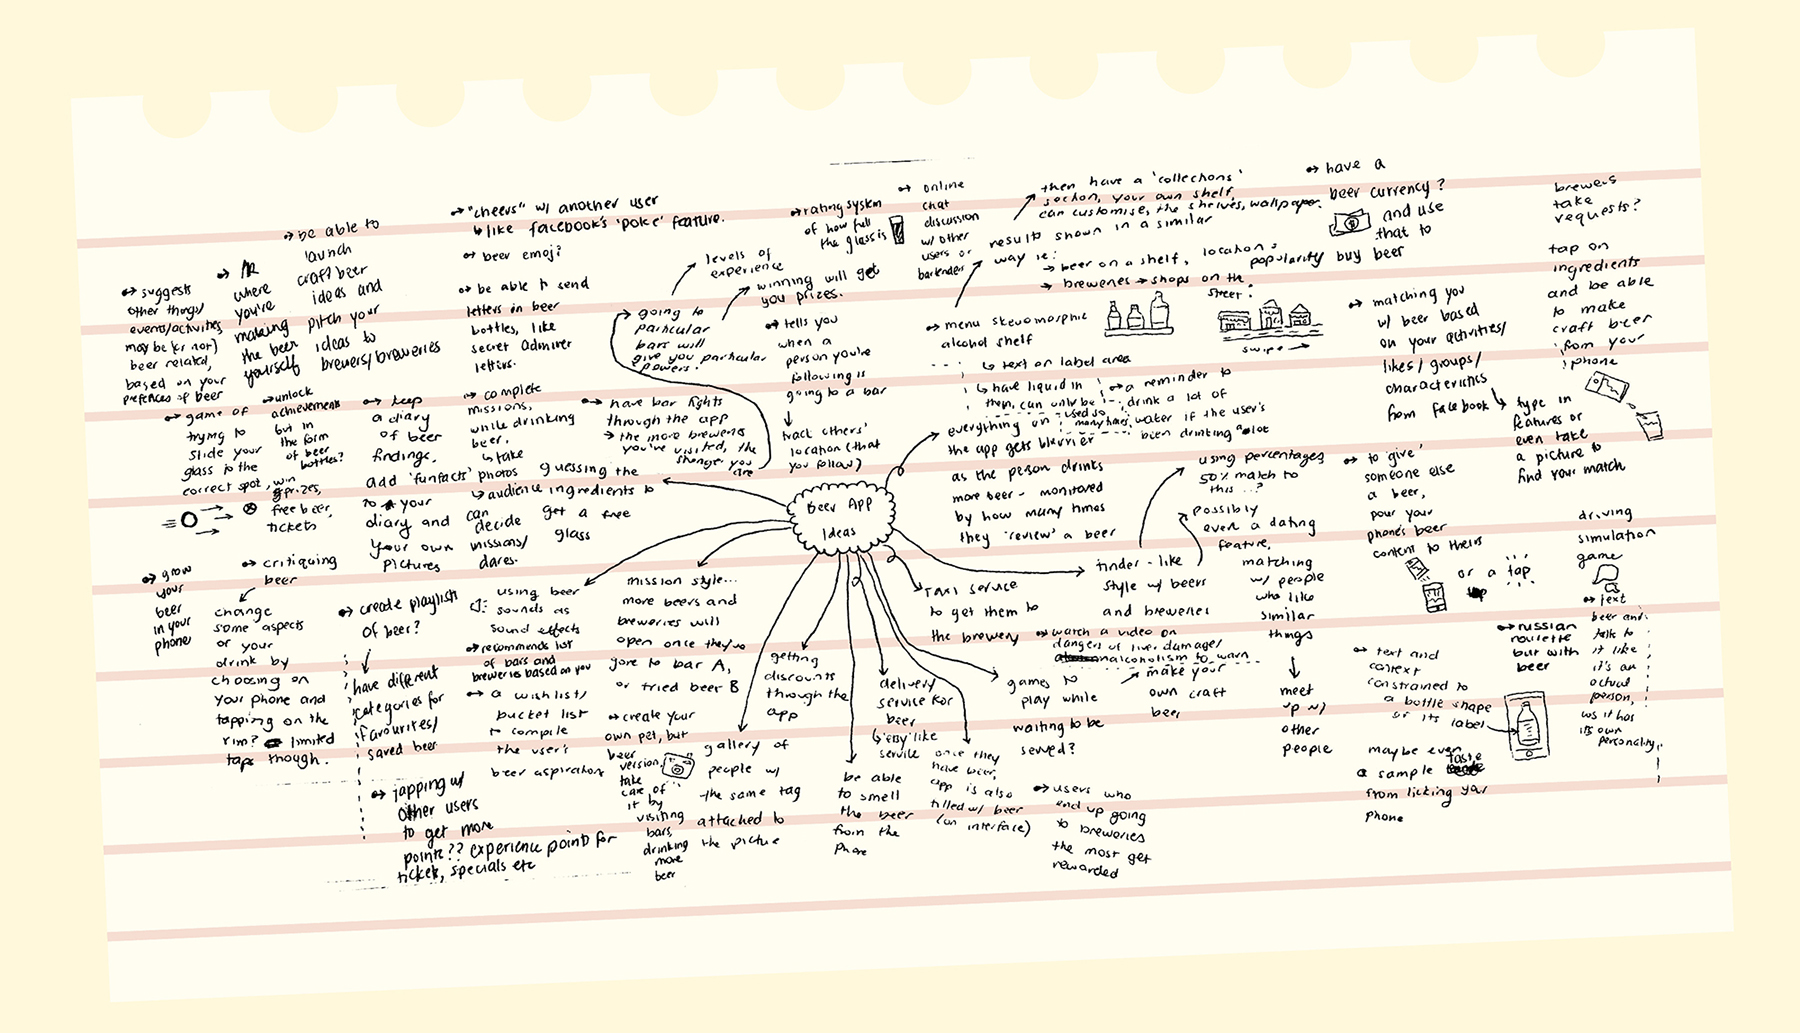 Beer App
Ideas
→ suggests
other things/
events/activities
may be (or not)
beer related,
based on your
prefences of beer
→ AR
where
you're
making
the beer
yourself
→ be able to
launch
craft beer
ideas and
pitch your
ideas to
brewers/breweries
→ "cheers" w/ another user
↳ like facebook's 'poke' feature.
→ beer emoji?
→ be able to send
letters in beer
bottles, like
secret admirer
letters.
→ game of
trying to
slide your
glass to the
correct spot, win
prizes,
free beer,
tickets
→ unlock
achievements
but in
the form
of beer
bottles?
→ keep
a diary
of beer
findings.
add 'funfacts' photos
to your
diary and
your own
pictures
→ complete
missions,
while drinking
beer.
↳ take
↳ audience
can
decide
missions/
dares.
guessing the
ingredients to
get a free
glass
→ have bar fights
through the app
→ the more breweries
you've visited, the
stronger you
are
going to
particular
bars will
give you particular
powers!
levels of
experience
winning will get
you prizes.
→ rating system
of how full
the glass is
→ tells you
when a
person you're
following is
going to a bar
track others'
location (that
you follow)
→ online
chat
discussion
w/ other
users or
bartender
then have a 'collections'
section, your own shelf,
can customise, the shelves, wallpaper.
results shown in a similar
way ie:
→ beer on a shelf, location =
popularity
→ breweries → shops on the
street!
swipe →
→ menu skeuomorphic
alcohol shelf
↳ text on label area
↳ have liquid in
them, can only be
used so
many times
→ a reminder to
drink a lot of
water if the user's
been drinking a lot
everything on
the app gets blurrier
as the person drinks
more beer - monitored
by how many times
they 'review' a beer
→ have a
beer currency?
and use
that to
buy beer
→ matching you
w/ beer based
on your activities/
likes/groups/
characteristics
from facebook
type in
features or
even take
a picture to
find your match
brewers
take
requests?
tap on
ingredients
and be able
to make
craft beer
from your
iphone
using percentages
50% match to
this..?
possibly
even a dating
feature,
matching
w/ people
who like
similar
things
meet
up w/
other
people
tinder-like
style w/ beers
and breweries
→ to 'give'
someone else
a beer,
pour your
phone's beer
content to theirs
or a tap
driving
simulation
game
→ text
beer and
talk to
it like
it's an
actual
person,
as it has
it's own
personality.
→ russian
roulette
but with
beer
→ text and
context
constrained to
a bottle shape
or its label
maybe even
a sample taste
from licking your
phone
taxi service
to get them to
the brewery
→ watch a video on
dangers of liver damage/
alcoholism to warn
games to
play while
waiting to be
served?
make your
own craft
beer
→ users who
end up going
to breweries
the most get
rewarded
once they
have beer,
app is also
filled w/ beer
(on interface)
delivery
service for
beer
service
be able
to smell
the beer
from the
phone
getting
discounts
through the
app
gallery of
people w/
the same tag
attached to
the picture
mission style...
more beers and
breweries will
open once they've
gone to bar A,
or tried beer B
→ create your
own pet, but
beer
version,
take
care of
it by
visiting
bars,
drinking
more
beer
using beer
sounds as
sound effects
→ recommends list
of bars and
breweries based on you
→ a wishlist/
bucket list
to compile
the user's
beer aspirations
→ create playlists
of beer?
have different
categories for
favourites/
saved beer
→ tapping w/
other users
to get more
points?? experience points for
tickets, specials etc
→ critiquing
beer
change
some aspects
of your
drink by
choosing on
your phone and
tapping on the
rim? limited
taps though.
→ grow
your
beer
in your
phone